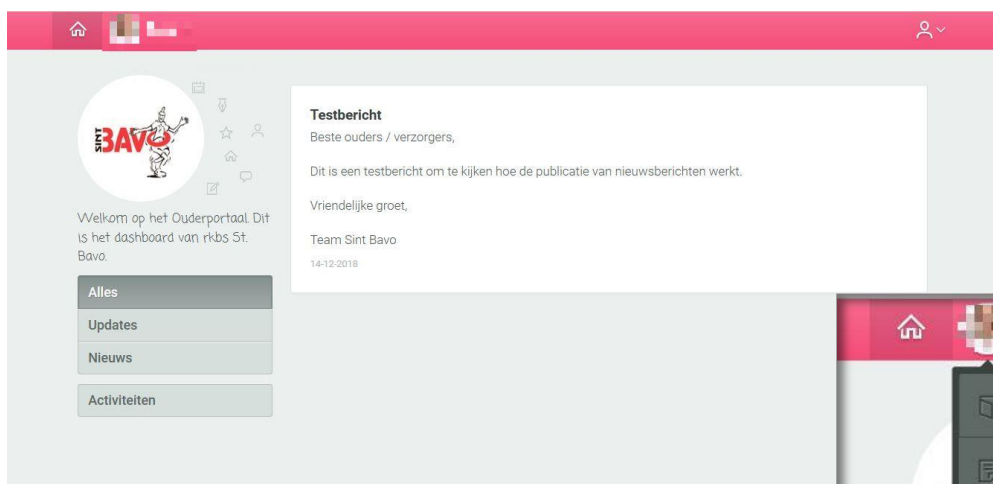 SINT BAVO
Testbericht
Beste ouders / verzorgers,
Dit is een testbericht om te kijken hoe de publicatie van nieuwsberichten werkt.
Vriendelijke groet,
Team Sint Bavo
14-12-2018
Welkom op het Ouderportaal. Dit
is het dashboard van rkbs St.
Bavo.
Alles
Updates
Nieuws
Activiteiten